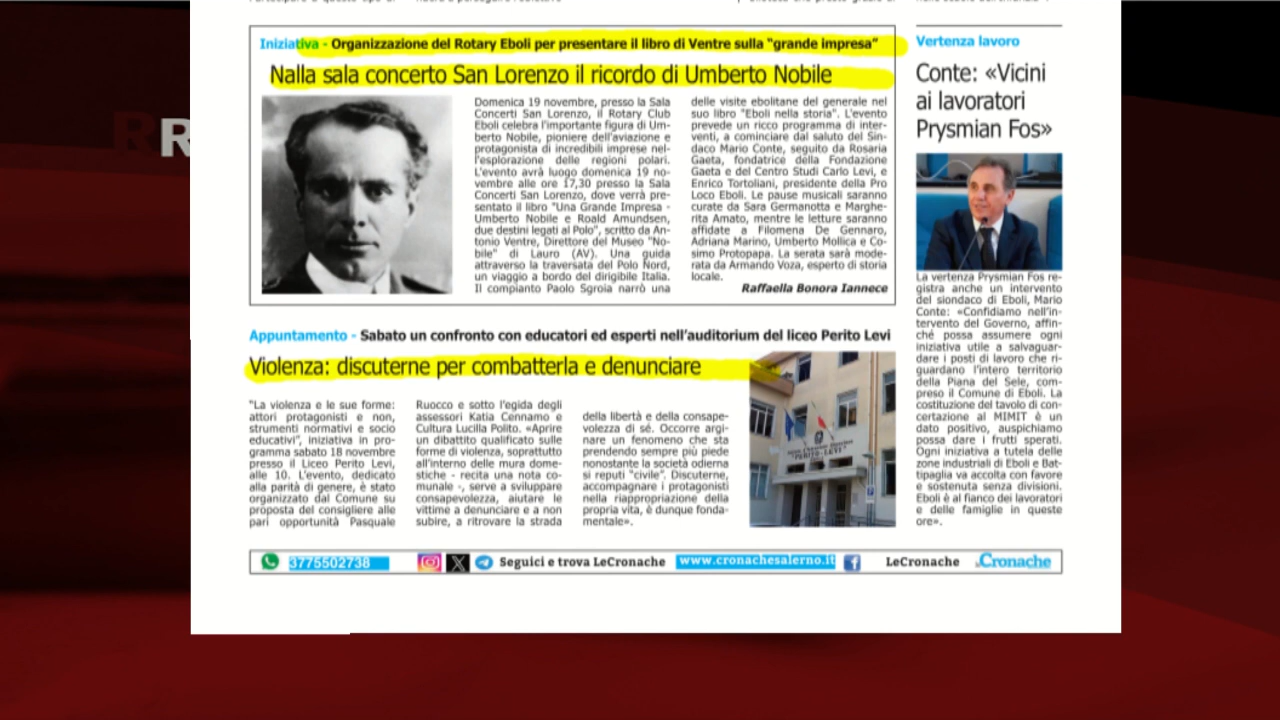 Iniziativa - Organizzazione del Rotary Eboli per presentare il libro di Ventre sulla "grande impresa"
Nalla sala concerto San Lorenzo il ricordo di Umberto Nobile
Domenica 19 novembre, presso la Sala
Concerti San Lorenzo, il Rotary Club
Eboli celebra l'importante figura di Um-
berto Nobile, pioniere dell'aviazione e
protagonista di incredibili imprese nel-
l'esplorazione delle regioni polari.
L'evento avrà luogo domenica 19 no-
vembre alle ore 17,30 presso la Sala
Concerti San Lorenzo, dove verrà pre-
sentato il libro "Una Grande Impresa -
Umberto Nobile e Roald Amundsen,
due destini legati al Polo", scritto da An-
tonio Ventre, Direttore del Museo "No-
bile" di Lauro (AV). Una guida
attraverso la traversata del Polo Nord,
un viaggio a bordo del dirigibile Italia.
Il compianto Paolo Sgroia narrò una
delle visite ebolitane del generale nel
suo libro "Eboli nella storia". L'evento
prevede un ricco programma di inter-
venti, a cominciare dal saluto del Sin-
daco Mario Conte, seguito da Rosaria
Gaeta, fondatrice della Fondazione
Gaeta e del Centro Studi Carlo Levi, e
Enrico Tortoliani, presidente della Pro
Loco Eboli. Le pause musicali saranno
curate da Sara Germanotta e Marghe-
rita Amato, mentre le letture saranno
affidate a Filomena De Gennaro,
Adriana Marino, Umberto Mollica e Co-
simo Protopapa. La serata sarà mode-
rata da Armando Voza, esperto di storia
locale.
Raffaella Bonora Iannece
Vertenza lavoro
Conte: «Vicini
ai lavoratori
Prysmian Fos»
La vertenza Prysmian Fos re-
gistra anche un intervento
del siondaco di Eboli, Mario
Conte: «Confidiamo nell'in-
tervento del Governo, affin-
ché possa assumere ogni
iniziativa utile a salvaguar-
dare i posti di lavoro che ri-
guardano l'intero territorio
della Piana del Sele, com-
preso il Comune di Eboli. La
costituzione del tavolo di con-
certazione al MIMIT è un
dato positivo, auspichiamo
possa dare i frutti sperati.
Ogni iniziativa a tutela delle
zone industriali di Eboli e Bat-
tipaglia va accolta con favore
e sostenuta senza divisioni.
Eboli è al fianco dei lavoratori
e delle famiglie in queste
ore».
Appuntamento - Sabato un confronto con educatori ed esperti nell'auditorium del liceo Perito Levi
Violenza: discuterne per combatterla e denunciare
"La violenza e le sue forme:
attori protagonisti e non,
strumenti normativi e socio
educativi", iniziativa in pro-
gramma sabato 18 novembre
presso il Liceo Perito Levi,
alle 10. L'evento, dedicato
alla parità di genere, è stato
organizzato dal Comune su
proposta del consigliere alle
pari opportunità Pasquale
Ruocco e sotto l'egida degli
assessori Katia Cennamo e
Cultura Lucilla Polito. «Aprire
un dibattito qualificato sulle
forme di violenza, soprattutto
all'interno delle mura dome-
stiche - recita una nota co-
munale -, serve a sviluppare
consapevolezza, aiutare le
vittime a denunciare e a non
subire, a ritrovare la strada
della libertà e della consape-
volezza di sé. Occorre argi-
nare un fenomeno che sta
prendendo sempre più piede
nonostante la società odierna
si reputi "civile". Discuterne,
accompagnare i protagonisti
nella riappropriazione della
propria vita, è dunque fonda-
mentale».
"PERITO-LEVI"
3775502738
Seguici e trova LeCronache
www.cronachesalerno.it
LeCronache
leCronache